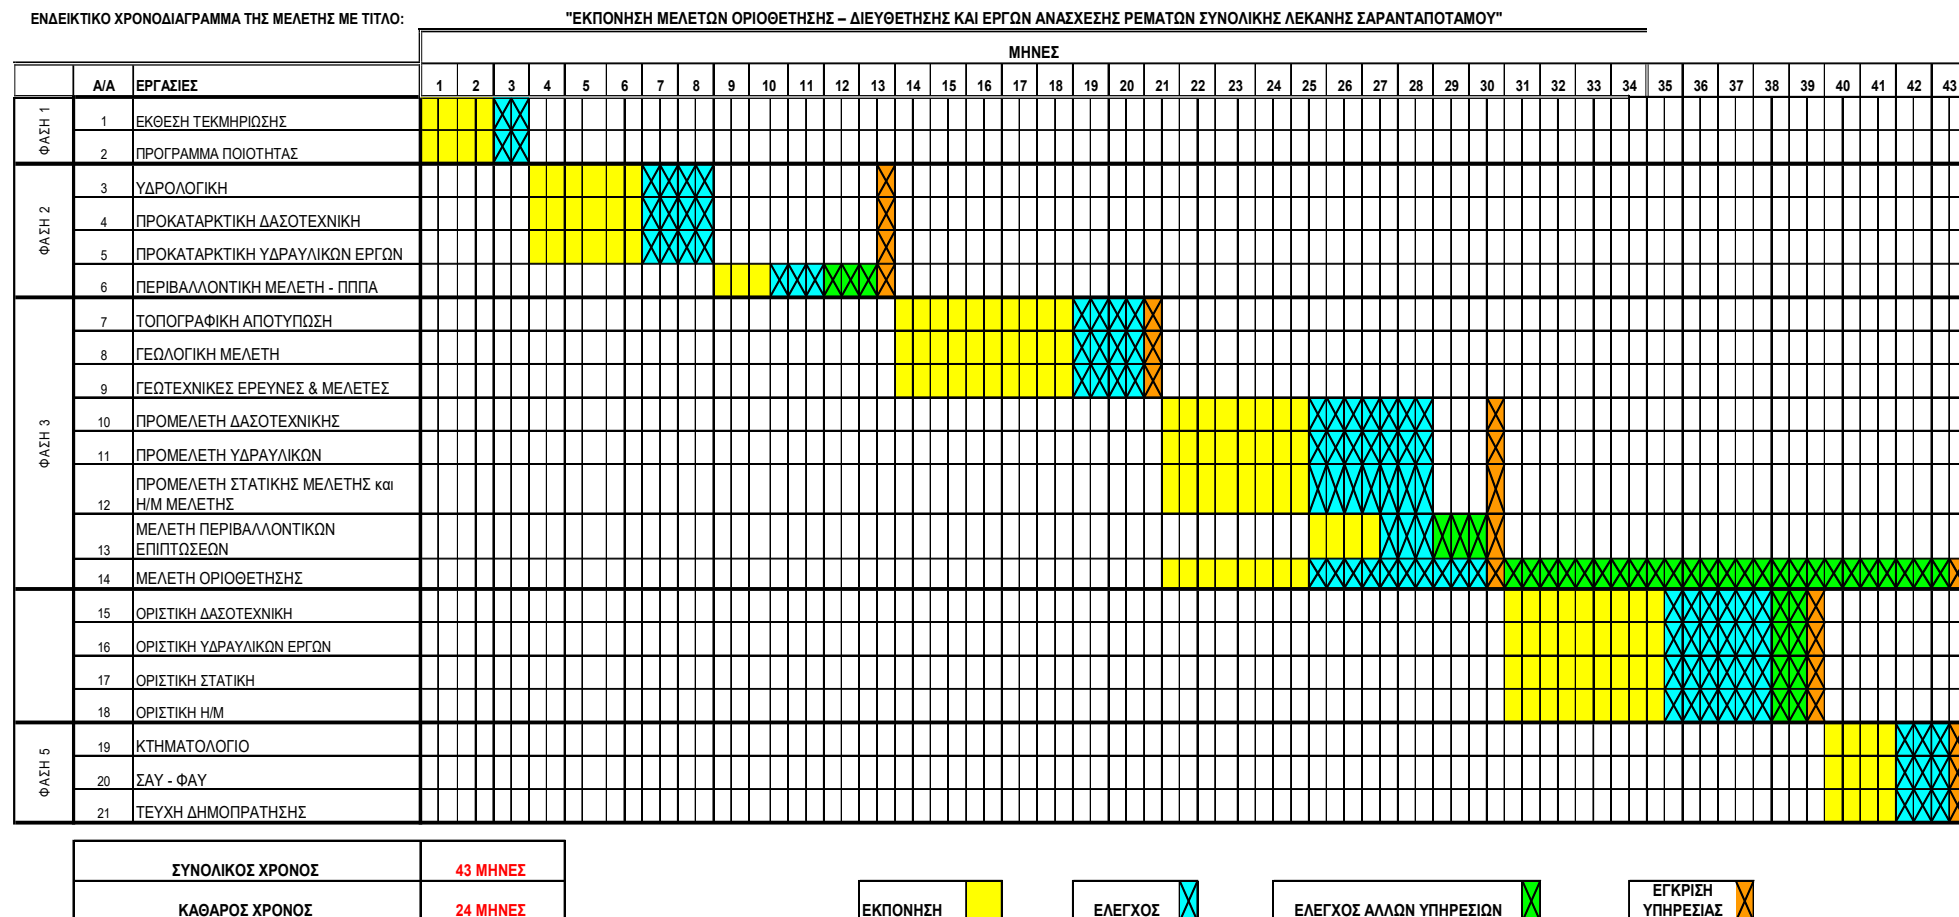 ΕΝΔΕΙΚΤΙΚΟ ΧΡΟΝΟΔΙΑΓΡΑΜΜΑ ΤΗΣ ΜΕΛΕΤΗΣ ΜΕ ΤΙΤΛΟ: "ΕΚΠΟΝΗΣΗ ΜΕΛΕΤΩΝ ΟΡΙΟΘΕΤΗΣΗΣ – ΔΙΕΥΘΕΤΗΣΗΣ ΚΑΙ ΕΡΓΩΝ ΑΝΑΣΧΕΣΗΣ ΡΕΜΑΤΩΝ ΣΥΝΟΛΙΚΗΣ ΛΕΚΑΝΗΣ ΣΑΡΑΝΤΑΠΟΤΑΜΟΥ"
ΜΗΝΕΣ
Α/Α ΕΡΓΑΣΙΕΣ 1 2 3 4 5 6 7 8 9 10 11 12 13 14 15 16 17 18 19 20 21 22 23 24 25 26 27 28 29 30 31 32 33 34 35 36 37 38 39 40 41 42 43
ΦΑΣΗ 1
1 ΕΚΘΕΣΗ ΤΕΚΜΗΡΙΩΣΗΣ
2 ΠΡΟΓΡΑΜΜΑ ΠΟΙΟΤΗΤΑΣ
ΦΑΣΗ 2
3 ΥΔΡΟΛΟΓΙΚΗ
4 ΠΡΟΚΑΤΑΡΚΤΙΚΗ ΔΑΣΟΤΕΧΝΙΚΗ
5 ΠΡΟΚΑΤΑΡΚΤΙΚΗ ΥΔΡΑΥΛΙΚΩΝ ΕΡΓΩΝ
6 ΠΕΡΙΒΑΛΛΟΝΤΙΚΗ ΜΕΛΕΤΗ - ΠΠΠΑ
ΦΑΣΗ 3
7 ΤΟΠΟΓΡΑΦΙΚΗ ΑΠΟΤΥΠΩΣΗ
8 ΓΕΩΛΟΓΙΚΗ ΜΕΛΕΤΗ
9 ΓΕΩΤΕΧΝΙΚΕΣ ΕΡΕΥΝΕΣ & ΜΕΛΕΤΕΣ
10 ΠΡΟΜΕΛΕΤΗ ΔΑΣΟΤΕΧΝΙΚΗΣ
11 ΠΡΟΜΕΛΕΤΗ ΥΔΡΑΥΛΙΚΩΝ
ΠΡΟΜΕΛΕΤΗ ΣΤΑΤΙΚΗΣ ΜΕΛΕΤΗΣ και
12 Η/Μ ΜΕΛΕΤΗΣ
ΜΕΛΕΤΗ ΠΕΡΙΒΑΛΛΟΝΤΙΚΩΝ
13 ΕΠΙΠΤΩΣΕΩΝ
14 ΜΕΛΕΤΗ ΟΡΙΟΘΕΤΗΣΗΣ
15 ΟΡΙΣΤΙΚΗ ΔΑΣΟΤΕΧΝΙΚΗ
16 ΟΡΙΣΤΙΚΗ ΥΔΡΑΥΛΙΚΩΝ ΕΡΓΩΝ
17 ΟΡΙΣΤΙΚΗ ΣΤΑΤΙΚΗ
18 ΟΡΙΣΤΙΚΗ Η/Μ
ΦΑΣΗ 5
19 ΚΤΗΜΑΤΟΛΟΓΙΟ
20 ΣΑΥ - ΦΑΥ
21 ΤΕΥΧΗ ΔΗΜΟΠΡΑΤΗΣΗΣ
ΣΥΝΟΛΙΚΟΣ ΧΡΟΝΟΣ 43 ΜΗΝΕΣ
ΚΑΘΑΡΟΣ ΧΡΟΝΟΣ 24 ΜΗΝΕΣ
ΕΚΠΟΝΗΣΗ
ΕΛΕΓΧΟΣ
ΕΛΕΓΧΟΣ ΑΛΛΩΝ ΥΠΗΡΕΣΙΩΝ
ΕΓΚΡΙΣΗ
ΥΠΗΡΕΣΙΑΣ